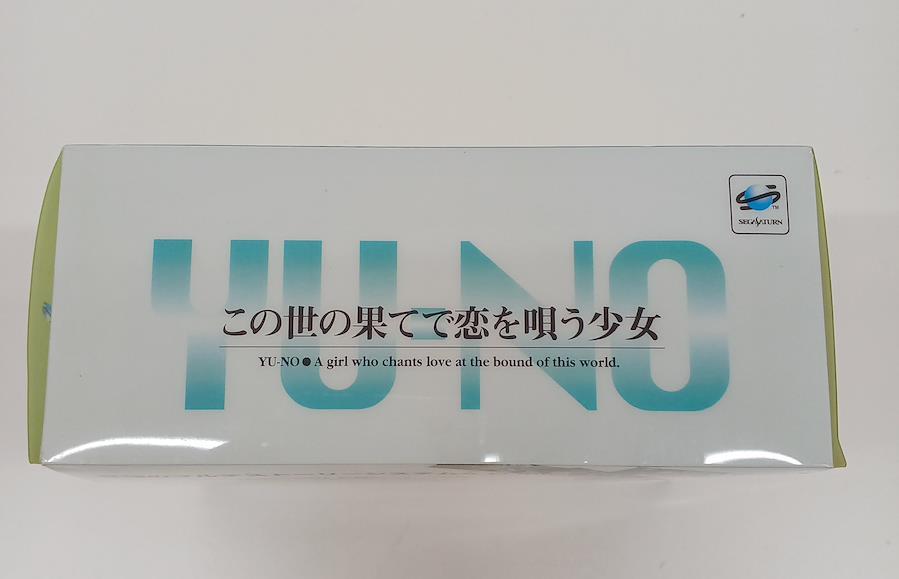 SEGA SATURN
TM
YU-NO
この世の果てで恋を唄う少女
YU-NO●A girl who chants love at the bound of this world.